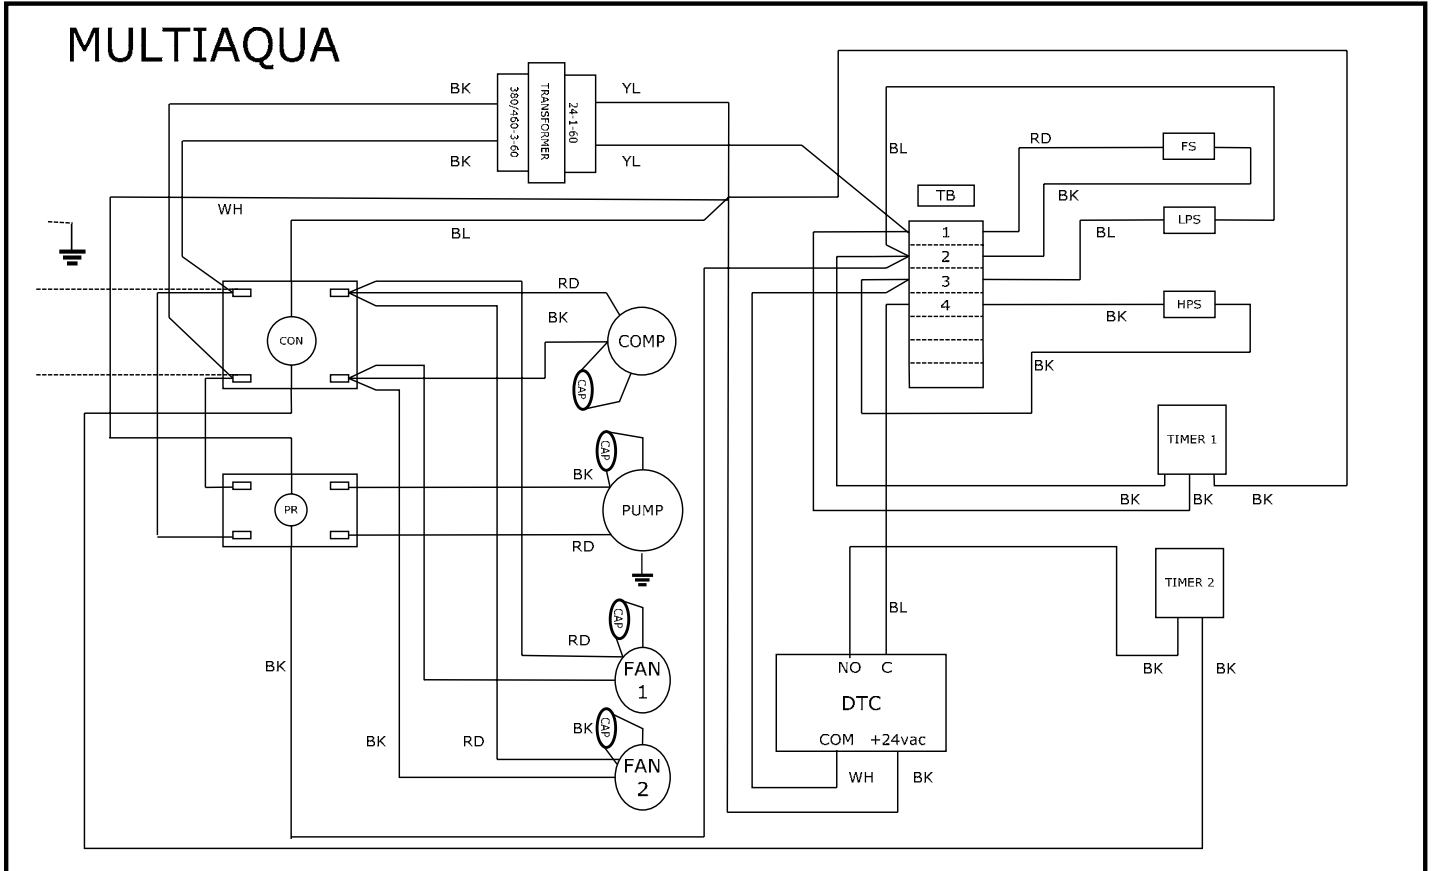 MULTIAQUA
BK
380/460-3-60
TRANSFORMER
24-1-60
YL
BK
YL
WH
BL
BL
RD
FS
BK
TB
BL
LPS
1
2
3
4
BK
HPS
BK
RD
BK
CON
COMP
CAP
TIMER 1
BK
BK
BK
CAP
BK
PR
PUMP
RD
TIMER 2
BL
CAP
RD
FAN
1
BK
NO
C
DTC
COM
+24vac
BK
BK
BK
RD
BK
CAP
FAN
2
WH
BK